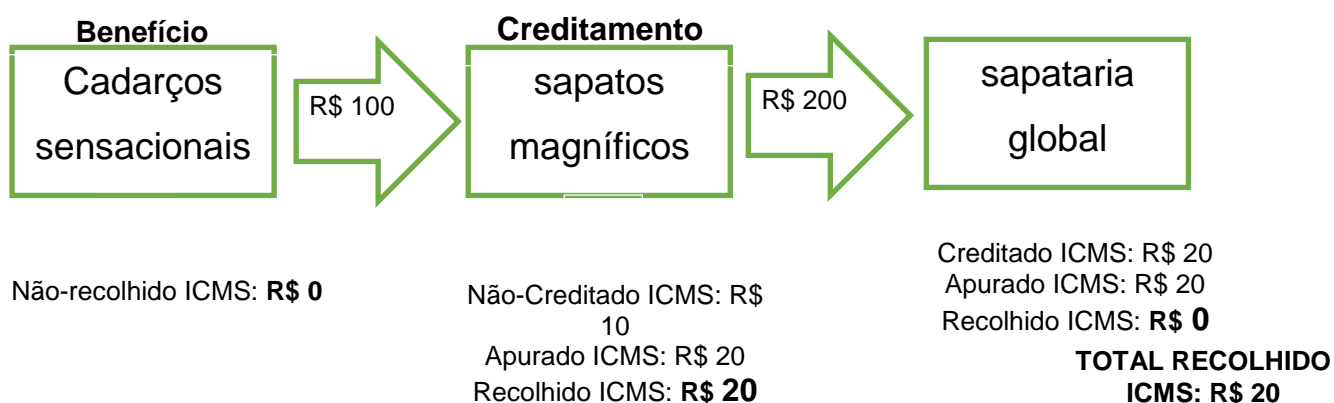 Benefício
Cadarços
sensacionais
R$ 100
Creditamento
sapatos
magníficos
R$ 200
sapataria
global
Não-recolhido ICMS: R$ 0
Não-Creditado ICMS: R$
10
Apurado ICMS: R$ 20
Recolhido ICMS: R$ 20
Creditado ICMS: R$ 20
Apurado ICMS: R$ 20
Recolhido ICMS: R$ 0
TOTAL RECOLHIDO
ICMS: R$ 20